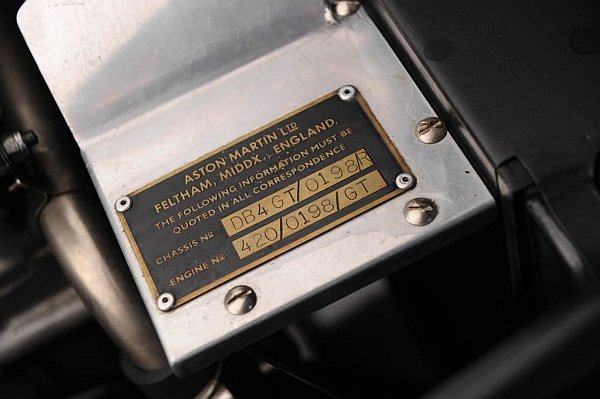 ASTON MARTIN LTD
FELTHAM, MIDDX., ENGLAND.
THE FOLLOWING INFORMATION MUST BE
QUOTED IN ALL CORRESPONDENCE
CHASSIS No DB4GT/0198/R
ENGINE No 420/0198/GT